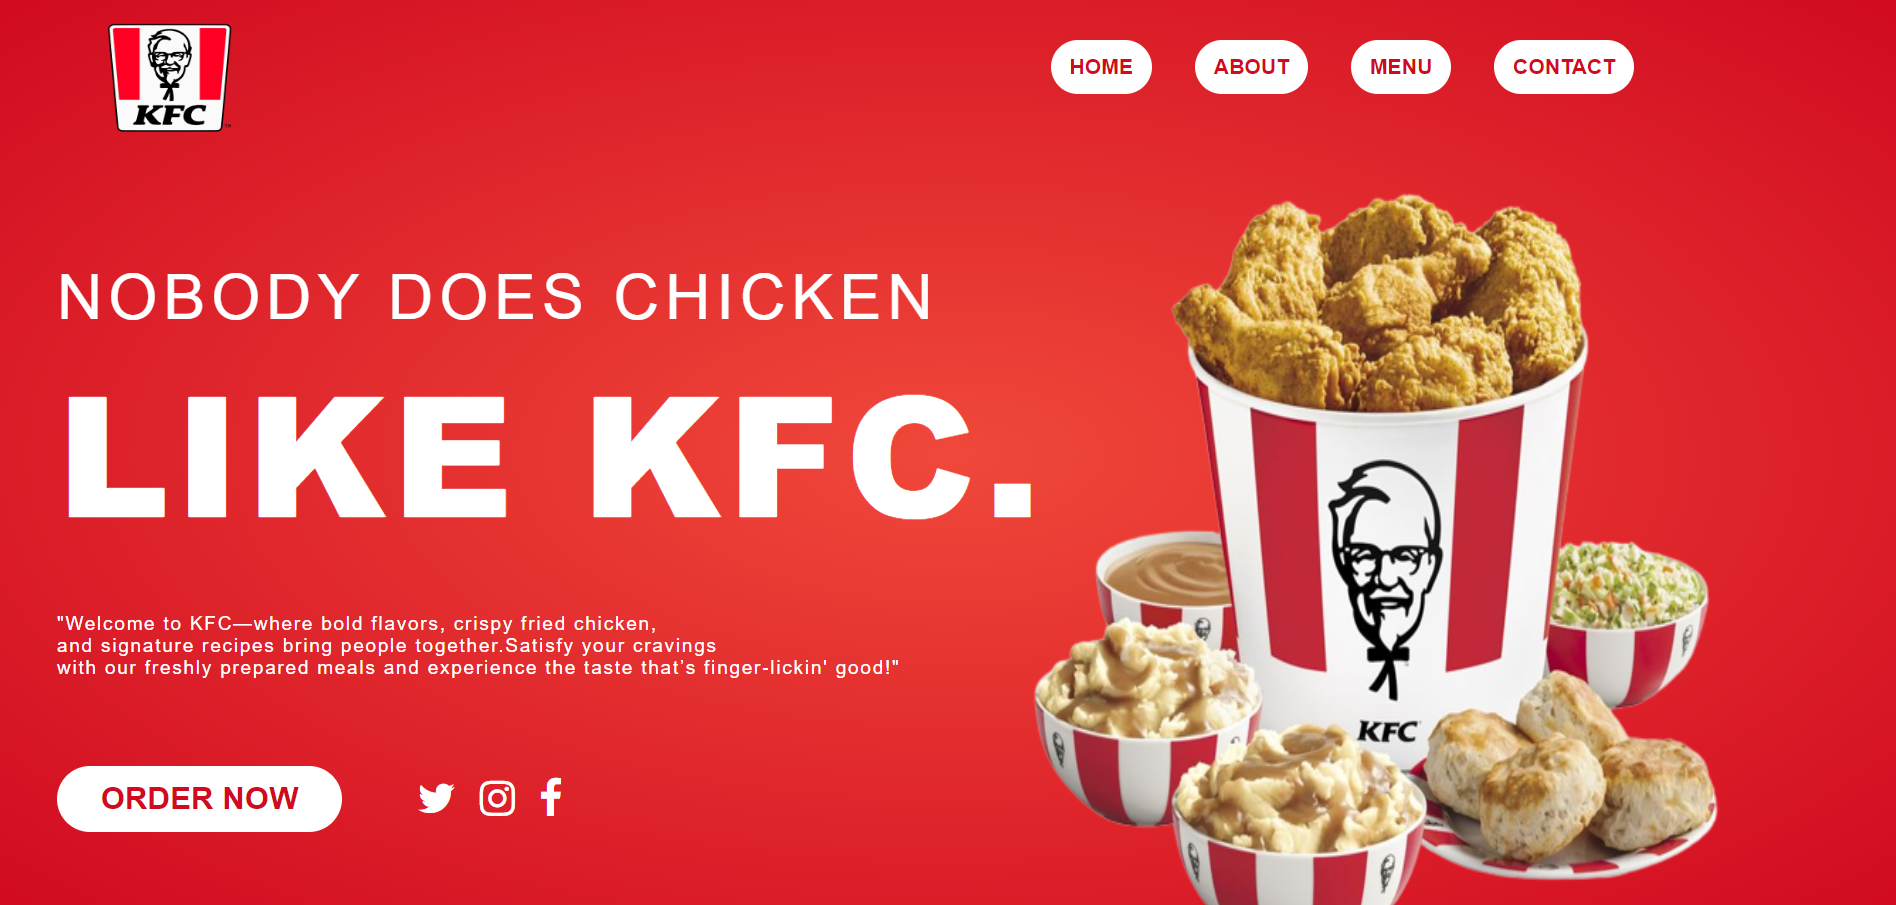 KFC
HOME
ABOUT
MENU
CONTACT
NOBODY DOES CHICKEN
LIKE KFC.
"Welcome to KFC—where bold flavors, crispy fried chicken,
and signature recipes bring people together.Satisfy your cravings
with our freshly prepared meals and experience the taste that's finger-lickin' good!"
ORDER NOW
KFC